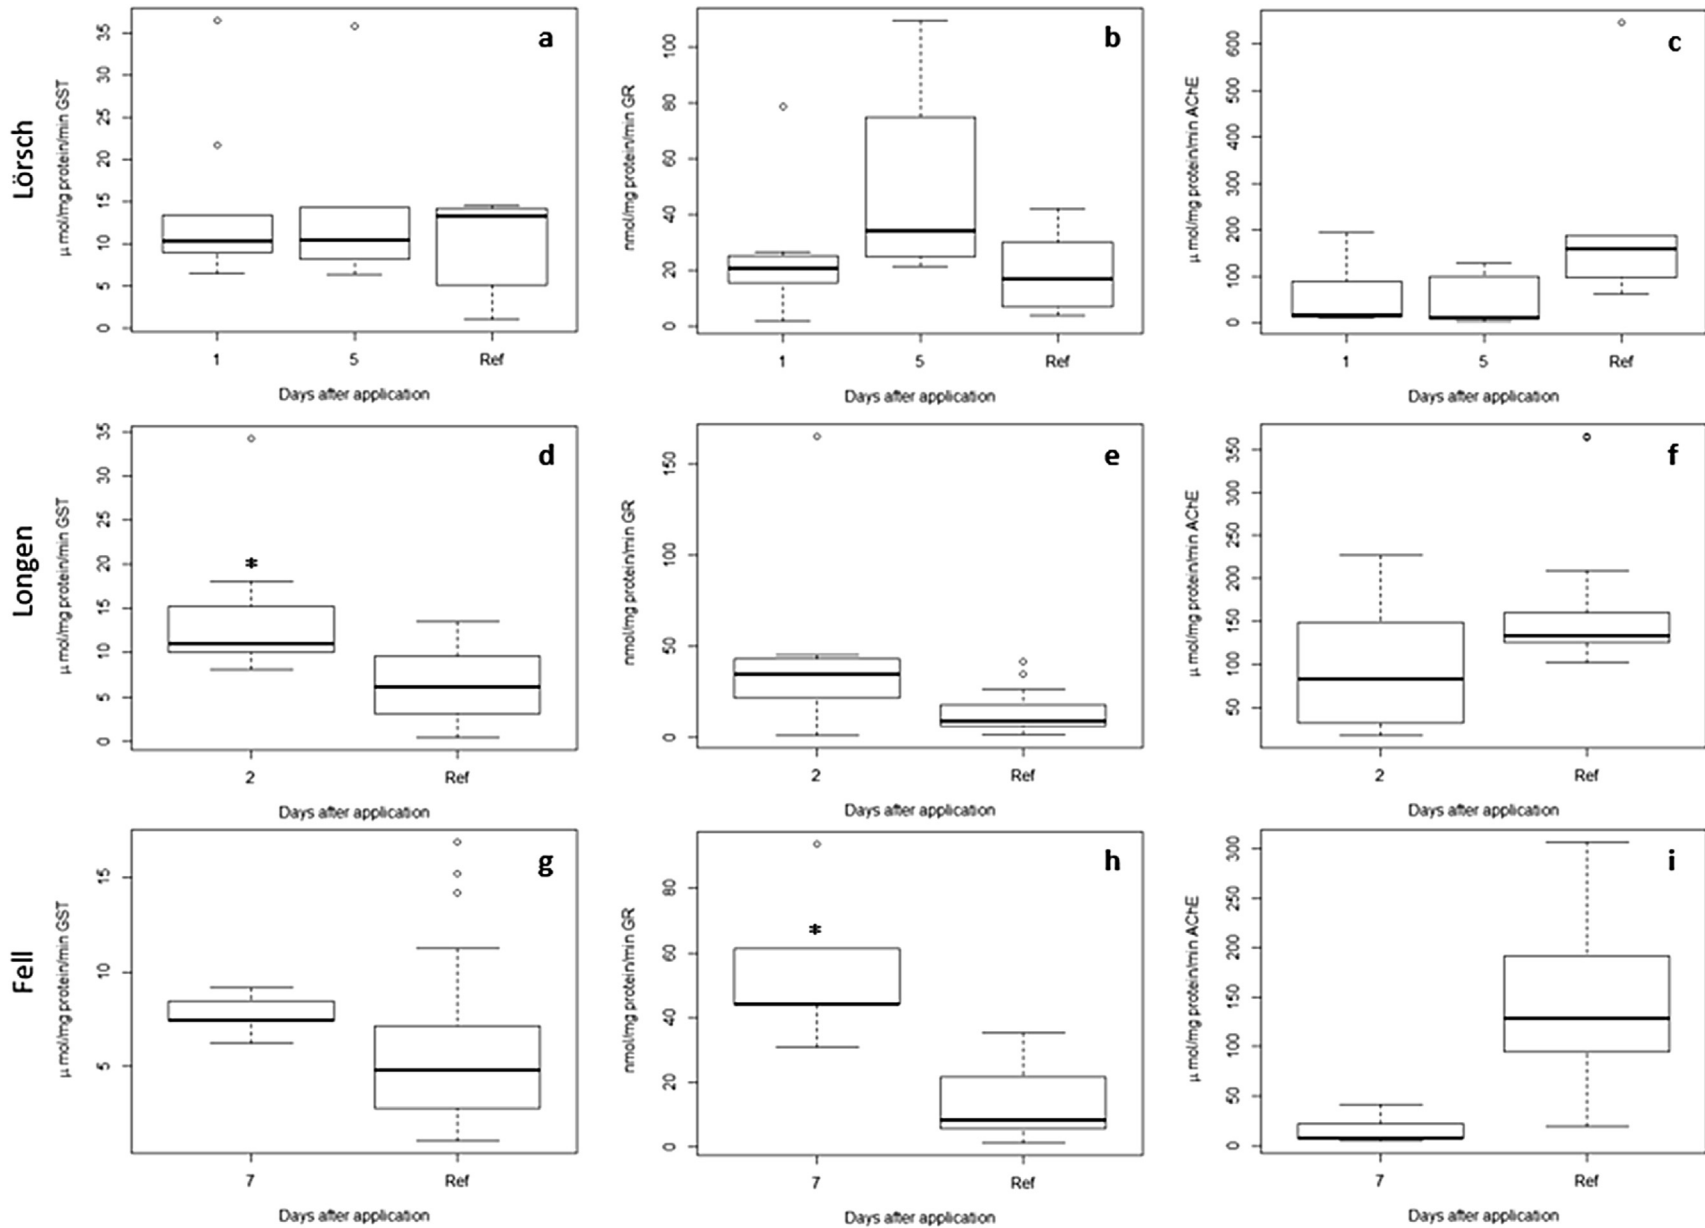 Lörsch
μ mol/mg protein/min GST
35
30
25
20
15
10
5
0
a
1 5 Ref
Days after application
nmol/mg protein/min GR
100
80
60
40
20
0
b
1 5 Ref
Days after application
μ mol/mg protein/min AChE
600
500
400
300
200
100
0
c
1 5 Ref
Days after application
Longen
μ mol/mg protein/min GST
35
30
25
20
15
10
5
0
d
*
2 Ref
Days after application
nmol/mg protein/min GR
150
100
50
0
e
2 Ref
Days after application
μ mol/mg protein/min AChE
350
300
250
200
150
100
50
f
2 Ref
Days after application
Fell
μ mol/mg protein/min GST
15
10
5
g
7 Ref
Days after application
nmol/mg protein/min GR
80
60
40
20
0
h
*
7 Ref
Days after application
μ mol/mg protein/min AChE
300
250
200
150
100
50
0
i
7 Ref
Days after application